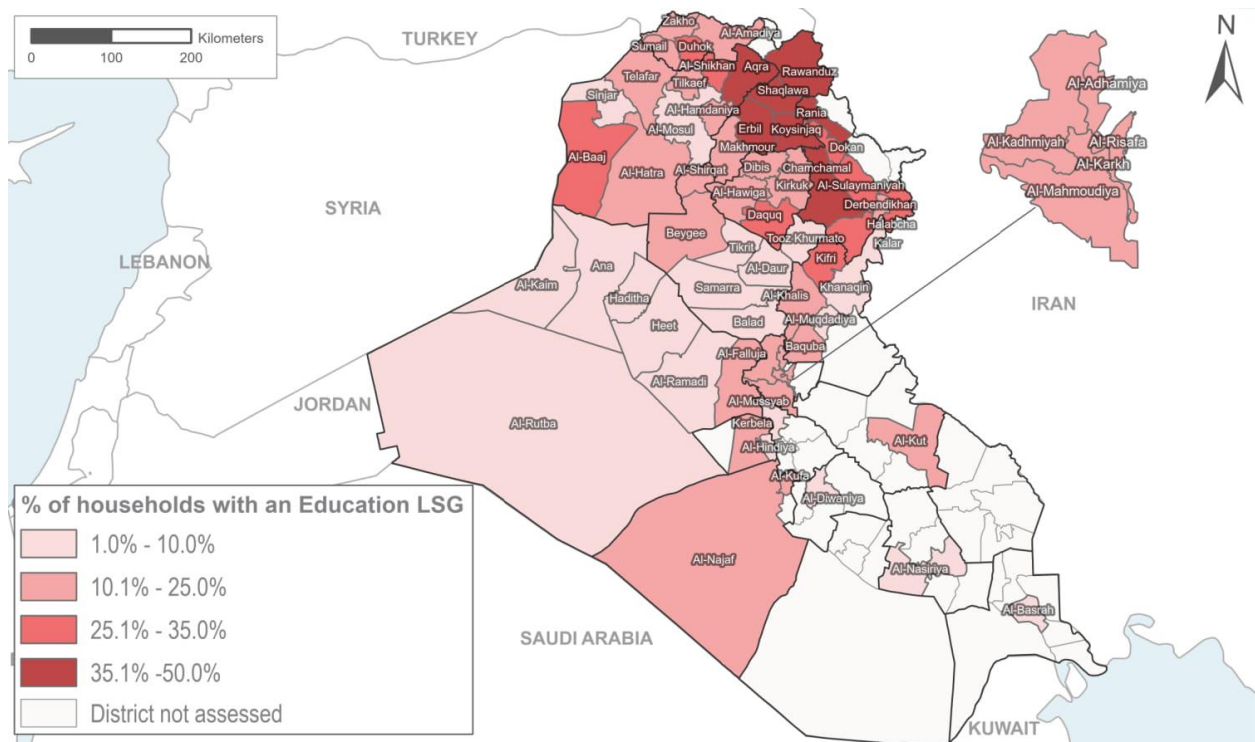 Kilometers
0 100 200
TURKEY
N
Zakho
Al-Amadiya
Sumail
Duhok
Al-Shikhan
Aqra
Rawanduz
Telafar
Tilkaef
Shaqlawa
Sinjar
Al-Hamdaniya
Rania
Al-Mosul
Erbil
Koysinjaq
Al-Adhamiya
Al-Kadhmiyah
Al-Risafa
Al-Karkh
Al-Mahmoudiya
Al-Baaj
Makhmour
Dokan
Al-Hatra
Al-Shirqat
Dibis
Chamchamal
Kirkuk
Al-Sulaymaniyah
Al-Hawiga
Derbendikhan
Daquq
Halabcha
SYRIA
Beygee
Tooz Khurmato
Kalar
Tikrit
Kifri
LEBANON
Ana
Al-Daur
Al-Kaim
Samarra
Khanaqin
Haditha
Al-Khalis
IRAN
Heet
Balad
Al-Muqdadiya
Al-Falluja
Baquba
Al-Ramadi
JORDAN
Al-Mussyab
Al-Rutba
Kerbela
Al-Hindiya
Al-Kut
Al-Kufa
Al-Diwaniya
Al-Najaf
Al-Nasiriya
Al-Basrah
SAUDI ARABIA
KUWAIT
% of households with an Education LSG
1.0% - 10.0%
10.1% - 25.0%
25.1% - 35.0%
35.1% -50.0%
District not assessed